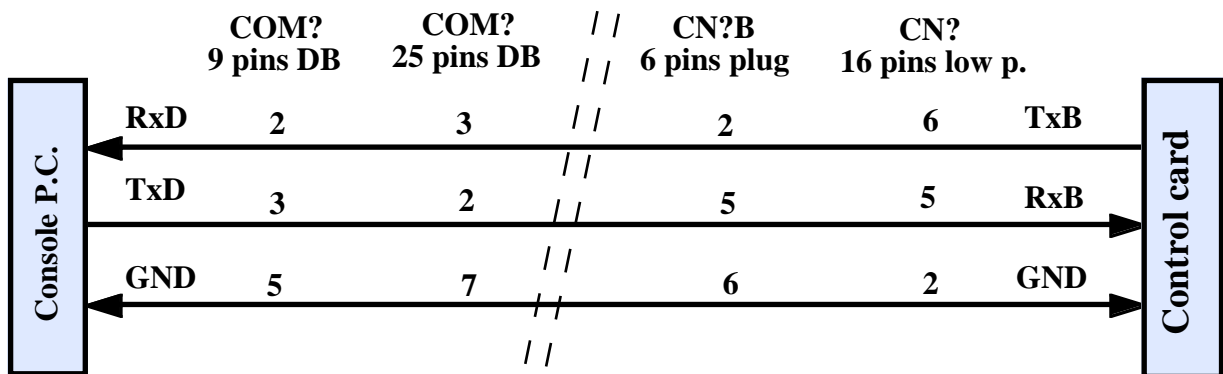 COM? COM? CN?B CN?
9 pins DB 25 pins DB 6 pins plug 16 pins low p.
RxD 2 3 2 6 TxB
TxD 3 2 5 5 RxB
GND 5 7 6 2 GND
Console P.C.
Control card